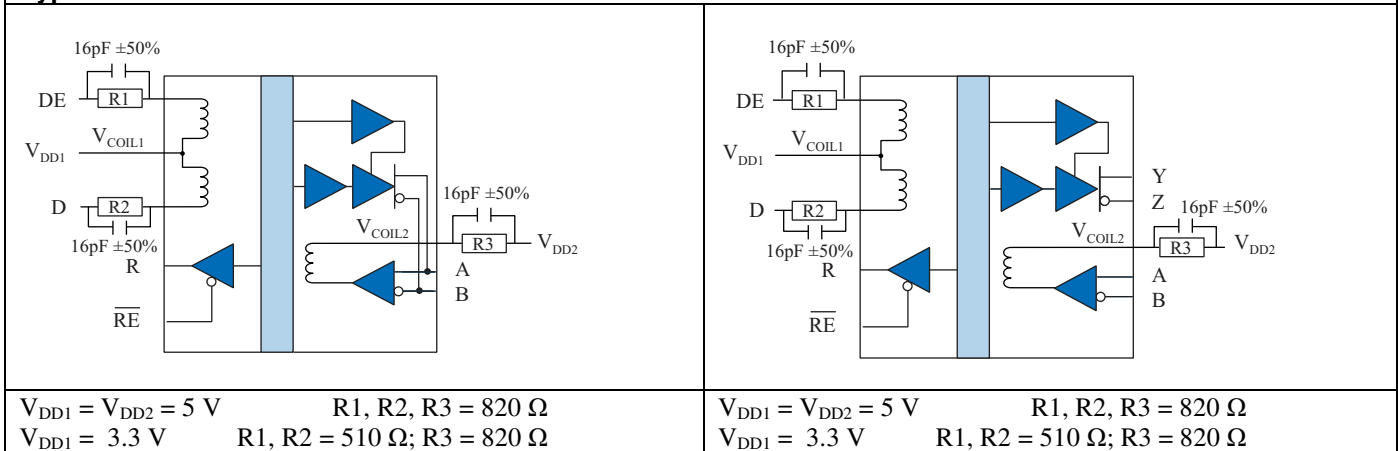 16pF ±50%
DE
R1
V_COIL1
V_DD1
D
R2
16pF ±50%
R
RE
16pF ±50%
V_COIL2
R3
V_DD2
A
B
V_DD1 = V_DD2 = 5 V R1, R2, R3 = 820 Ω
V_DD1 = 3.3 V R1, R2 = 510 Ω; R3 = 820 Ω
16pF ±50%
DE
R1
V_COIL1
V_DD1
D
R2
16pF ±50%
R
RE
Y
Z
16pF ±50%
V_COIL2
R3
V_DD2
A
B
V_DD1 = V_DD2 = 5 V R1, R2, R3 = 820 Ω
V_DD1 = 3.3 V R1, R2 = 510 Ω; R3 = 820 Ω